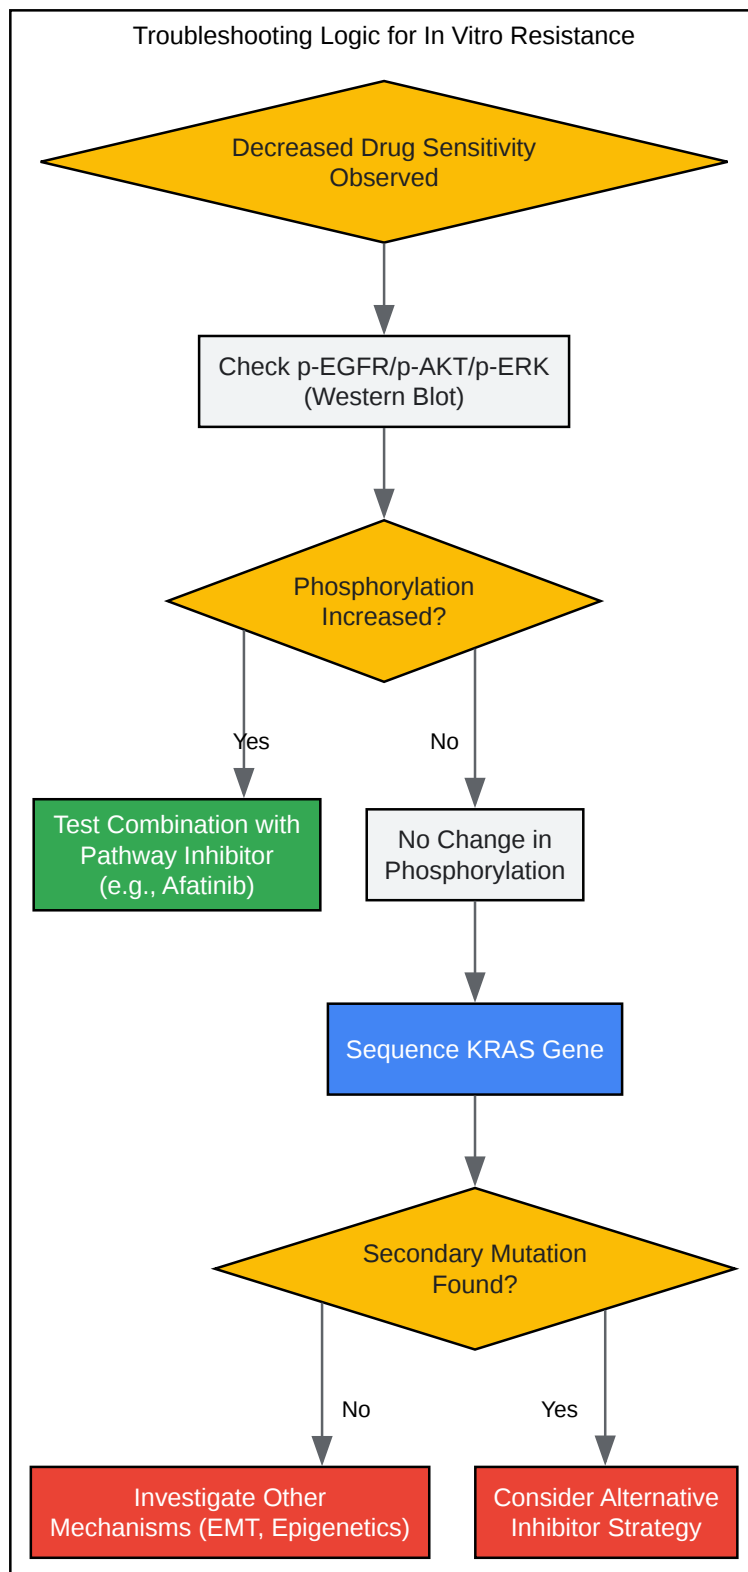 Troubleshooting Logic for In Vitro Resistance
Decreased Drug Sensitivity
Observed
Check p-EGFR/p-AKT/p-ERK
(Western Blot)
Phosphorylation
Increased?
Yes
No
Test Combination with
Pathway Inhibitor
(e.g., Afatinib)
No Change in
Phosphorylation
Sequence KRAS Gene
Secondary Mutation
Found?
No
Yes
Investigate Other
Mechanisms (EMT, Epigenetics)
Consider Alternative
Inhibitor Strategy